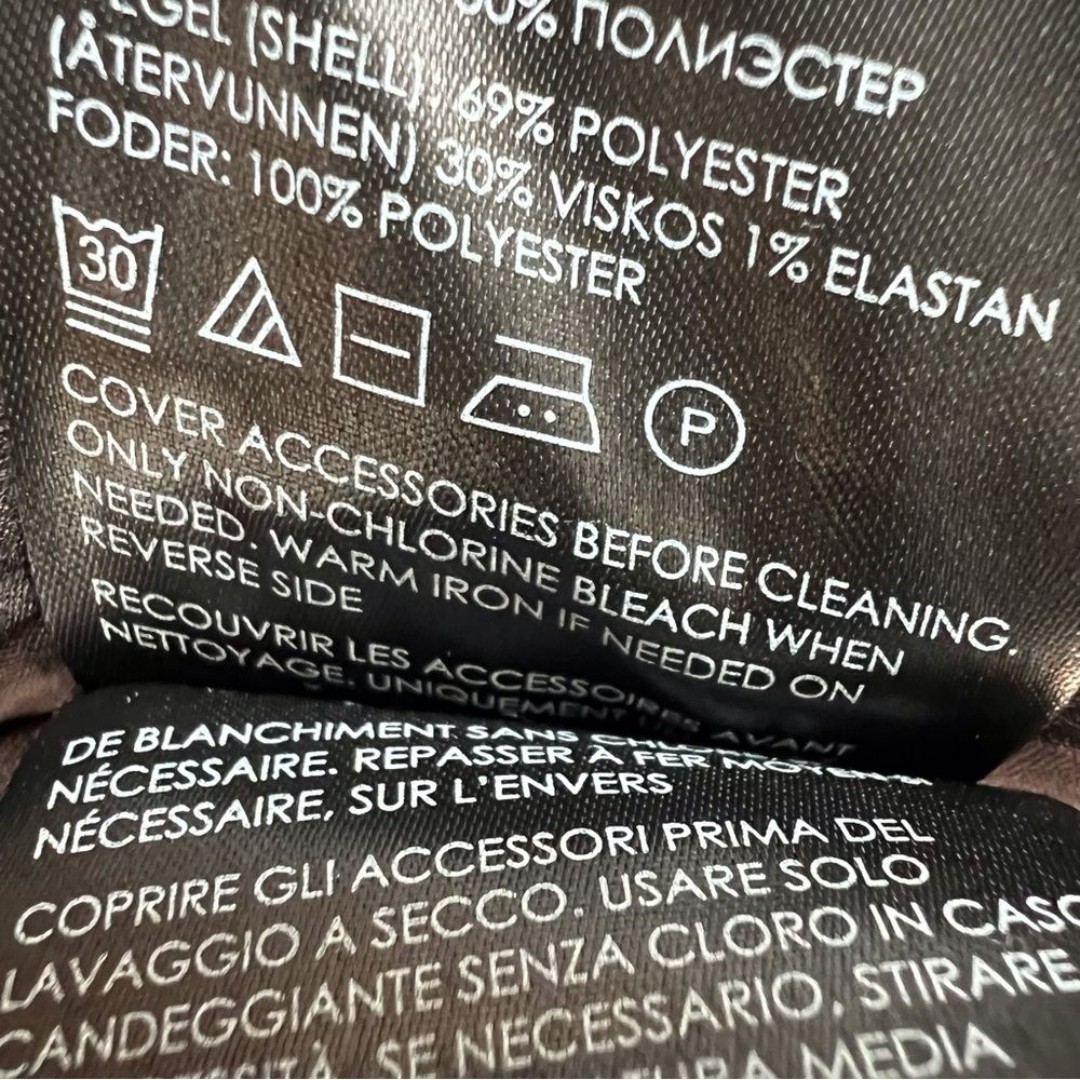 ПОЛИЭСТЕР
(SHELL) 69% POLYESTER
(ÅTERVUNNEN) 30% VISKOS 1% ELASTAN
FODER: 100% POLYESTER
30
P
COVER ACCESSORIES BEFORE CLEANING.
ONLY NON-CHLORINE BLEACH WHEN
NEEDED. WARM IRON IF NEEDED ON
REVERSE SIDE
RECOUVRIR LES ACCESSOIRES AVANT
NETTOYAGE. UNIQUEMENT
DE BLANCHIMENT SANS
NÉCESSAIRE. REPASSER À FER
NÉCESSAIRE, SUR L'ENVERS
COPRIRE GLI ACCESSORI PRIMA DEL
LAVAGGIO A SECCO. USARE SOLO
CANDEGGIANTE SENZA CLORO IN CASO
SE NECESSARIO, STIRARE
MEDIA